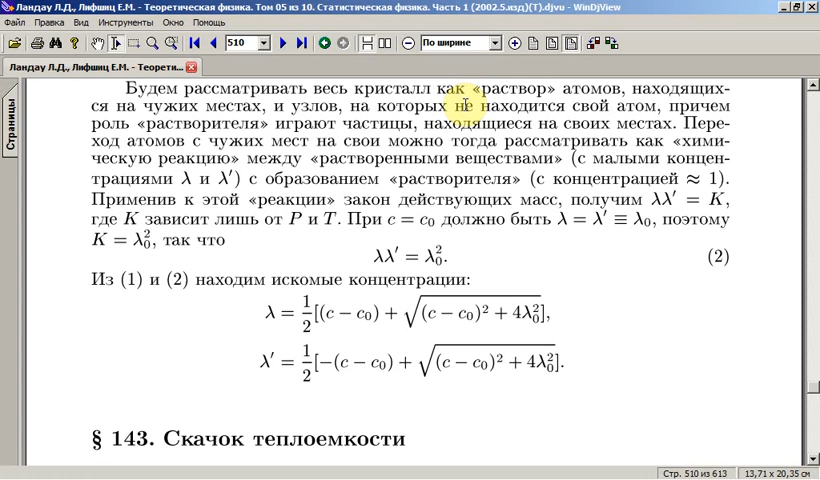 Ландау Л.Д., Лифшиц Е.М. - Теоретическая физика. Том 05 из 10. Статистическая физика. Часть 1 (2002.5.изд)(T).djvu - WinDjView
Файл Правка Вид Инструменты Окно Помощь
510 По ширине
Ландау Л.Д., Лифшиц Е.М. - Теорети...
Страницы
Будем рассматривать весь кристалл как «раствор» атомов, находящих-
ся на чужих местах, и узлов, на которых не находится свой атом, причем
роль «растворителя» играют частицы, находящиеся на своих местах. Пере-
ход атомов с чужих мест на свои можно тогда рассматривать как «хими-
ческую реакцию» между «растворенными веществами» (с малыми концен-
трациями λ и λ′) с образованием «растворителя» (с концентрацией ≈ 1).
Применив к этой «реакции» закон действующих масс, получим λλ′ = K,
где K зависит лишь от P и T. При c = c₀ должно быть λ = λ′ ≡ λ₀, поэтому
K = λ₀², так что
λλ′ = λ₀². (2)
Из (1) и (2) находим искомые концентрации:
λ = 1/2[(c − c₀) + √((c − c₀)² + 4λ₀²)],
λ′ = 1/2[−(c − c₀) + √((c − c₀)² + 4λ₀²)].
§ 143. Скачок теплоемкости
Стр. 510 из 613 13,71 x 20,35 см